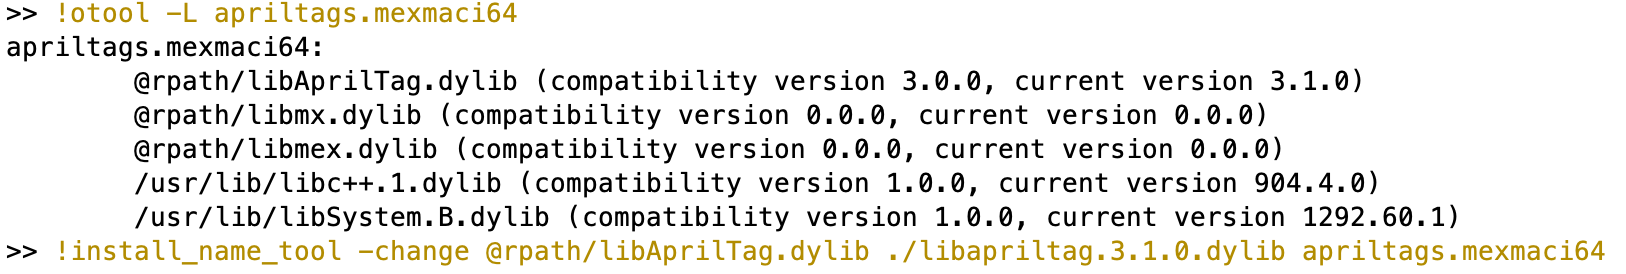 >> !otool -L apriltags.mexmaci64
apriltags.mexmaci64:
@rpath/libAprilTag.dylib (compatibility version 3.0.0, current version 3.1.0)
@rpath/libmx.dylib (compatibility version 0.0.0, current version 0.0.0)
@rpath/libmex.dylib (compatibility version 0.0.0, current version 0.0.0)
/usr/lib/libc++.1.dylib (compatibility version 1.0.0, current version 904.4.0)
/usr/lib/libSystem.B.dylib (compatibility version 1.0.0, current version 1292.60.1)
>> !install_name_tool -change @rpath/libAprilTag.dylib ./libapriltag.3.1.0.dylib apriltags.mexmaci64